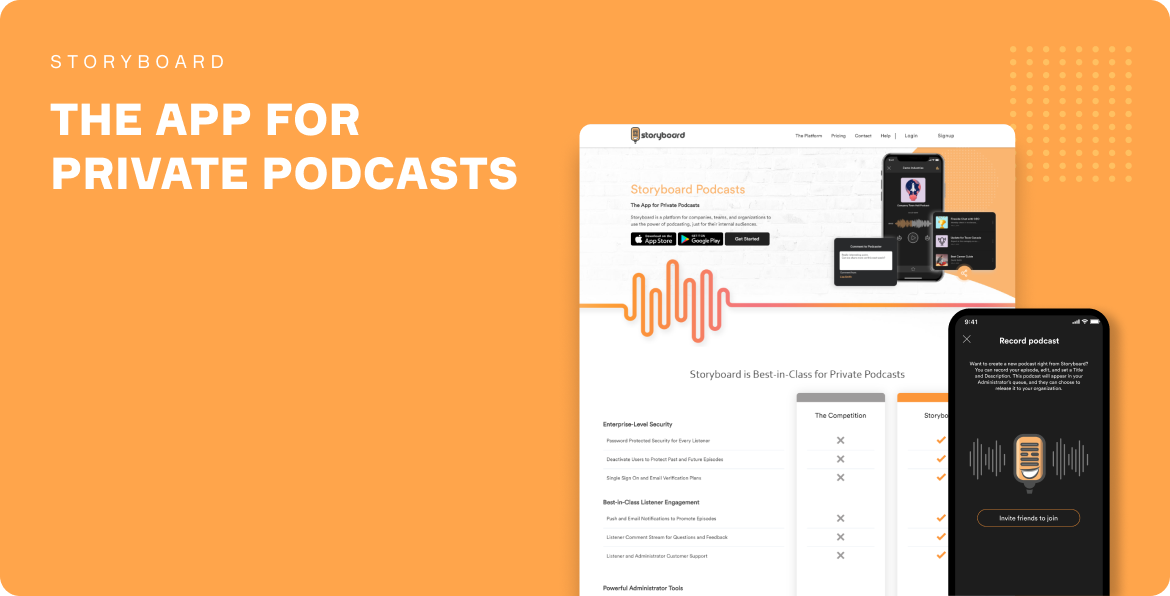 STORYBOARD
THE APP FOR
PRIVATE PODCASTS
storyboard
The Platform Pricing Contact Help | Login Signup
Storyboard Podcasts
The App for Private Podcasts
Storyboard is a platform for companies, teams, and organizations to
use the power of podcasting, just for their internal audiences.
Download on the
App Store
GET IT ON
Google Play
Get Started
Storyboard is Best-in-Class for Private Podcasts
The Competition
Storybo
Enterprise-Level Security
Password Protected Security for Every Listener
Deactivate Users to Protect Past and Future Episodes
Single Sign On and Email Verification Plans
Best-in-Class Listener Engagement
Push and Email Notifications to Promote Episodes
Listener Comment Stream for Questions and Feedback
Listener and Administrator Customer Support
Powerful Administrator Tools
9:41
Record podcast
Want to create a new podcast right from Storyboard?
You can record your episode, edit, and set a Title
and Description. This podcast will appear in your
Administrator's queue, and they can choose to
release it to your organization.
Invite friends to join